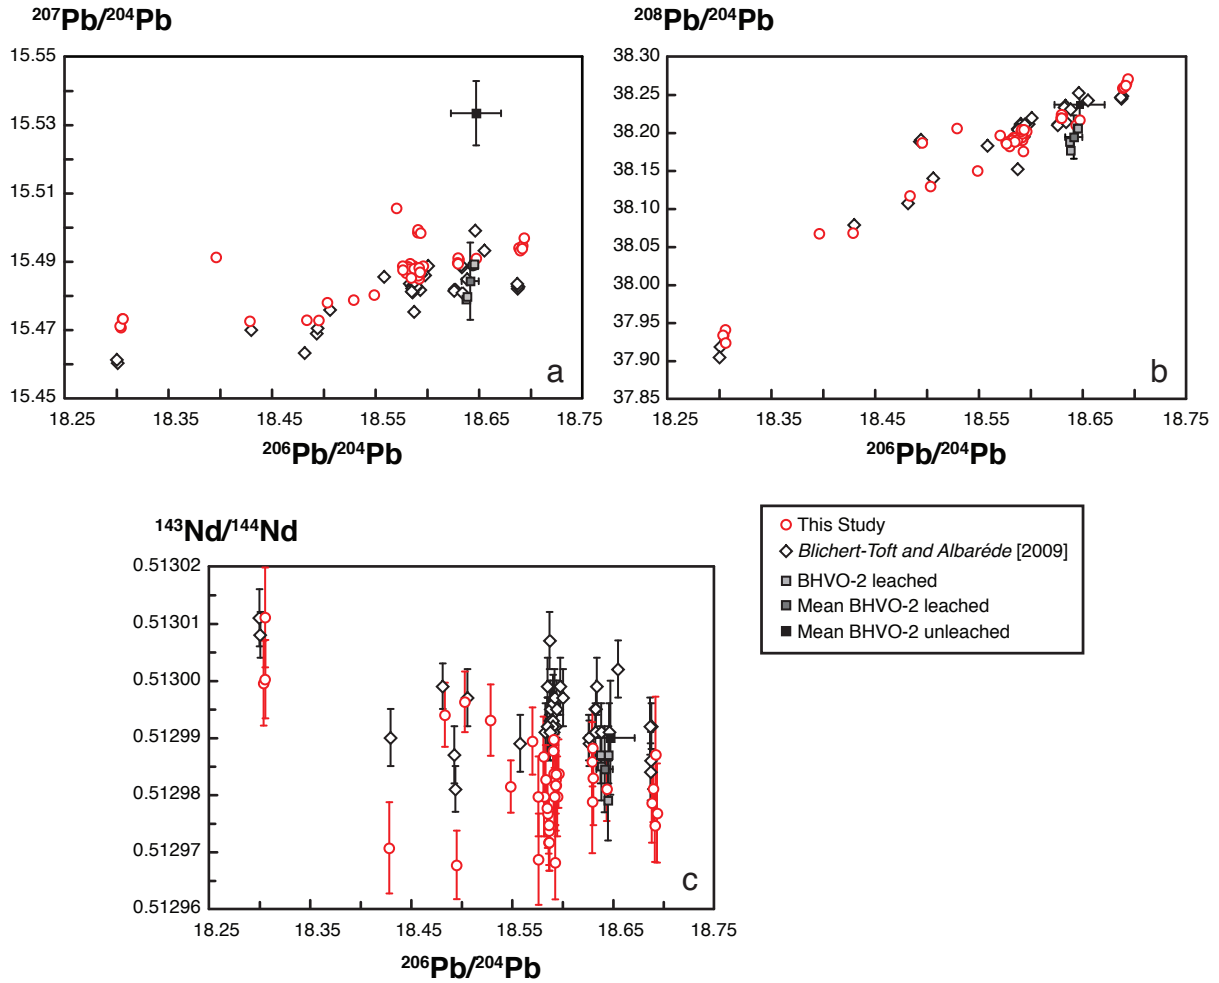 ²⁰⁷Pb/²⁰⁴Pb
15.55
15.53
15.51
15.49
15.47
15.45
18.25 18.35 18.45 18.55 18.65 18.75
²⁰⁶Pb/²⁰⁴Pb
a
²⁰⁸Pb/²⁰⁴Pb
38.30
38.25
38.20
38.15
38.10
38.05
38.00
37.95
37.90
37.85
18.25 18.35 18.45 18.55 18.65 18.75
²⁰⁶Pb/²⁰⁴Pb
b
¹⁴³Nd/¹⁴⁴Nd
0.51302
0.51301
0.51300
0.51299
0.51298
0.51297
0.51296
18.25 18.35 18.45 18.55 18.65 18.75
²⁰⁶Pb/²⁰⁴Pb
c
This Study
Blichert-Toft and Albaréde [2009]
BHVO-2 leached
Mean BHVO-2 leached
Mean BHVO-2 unleached